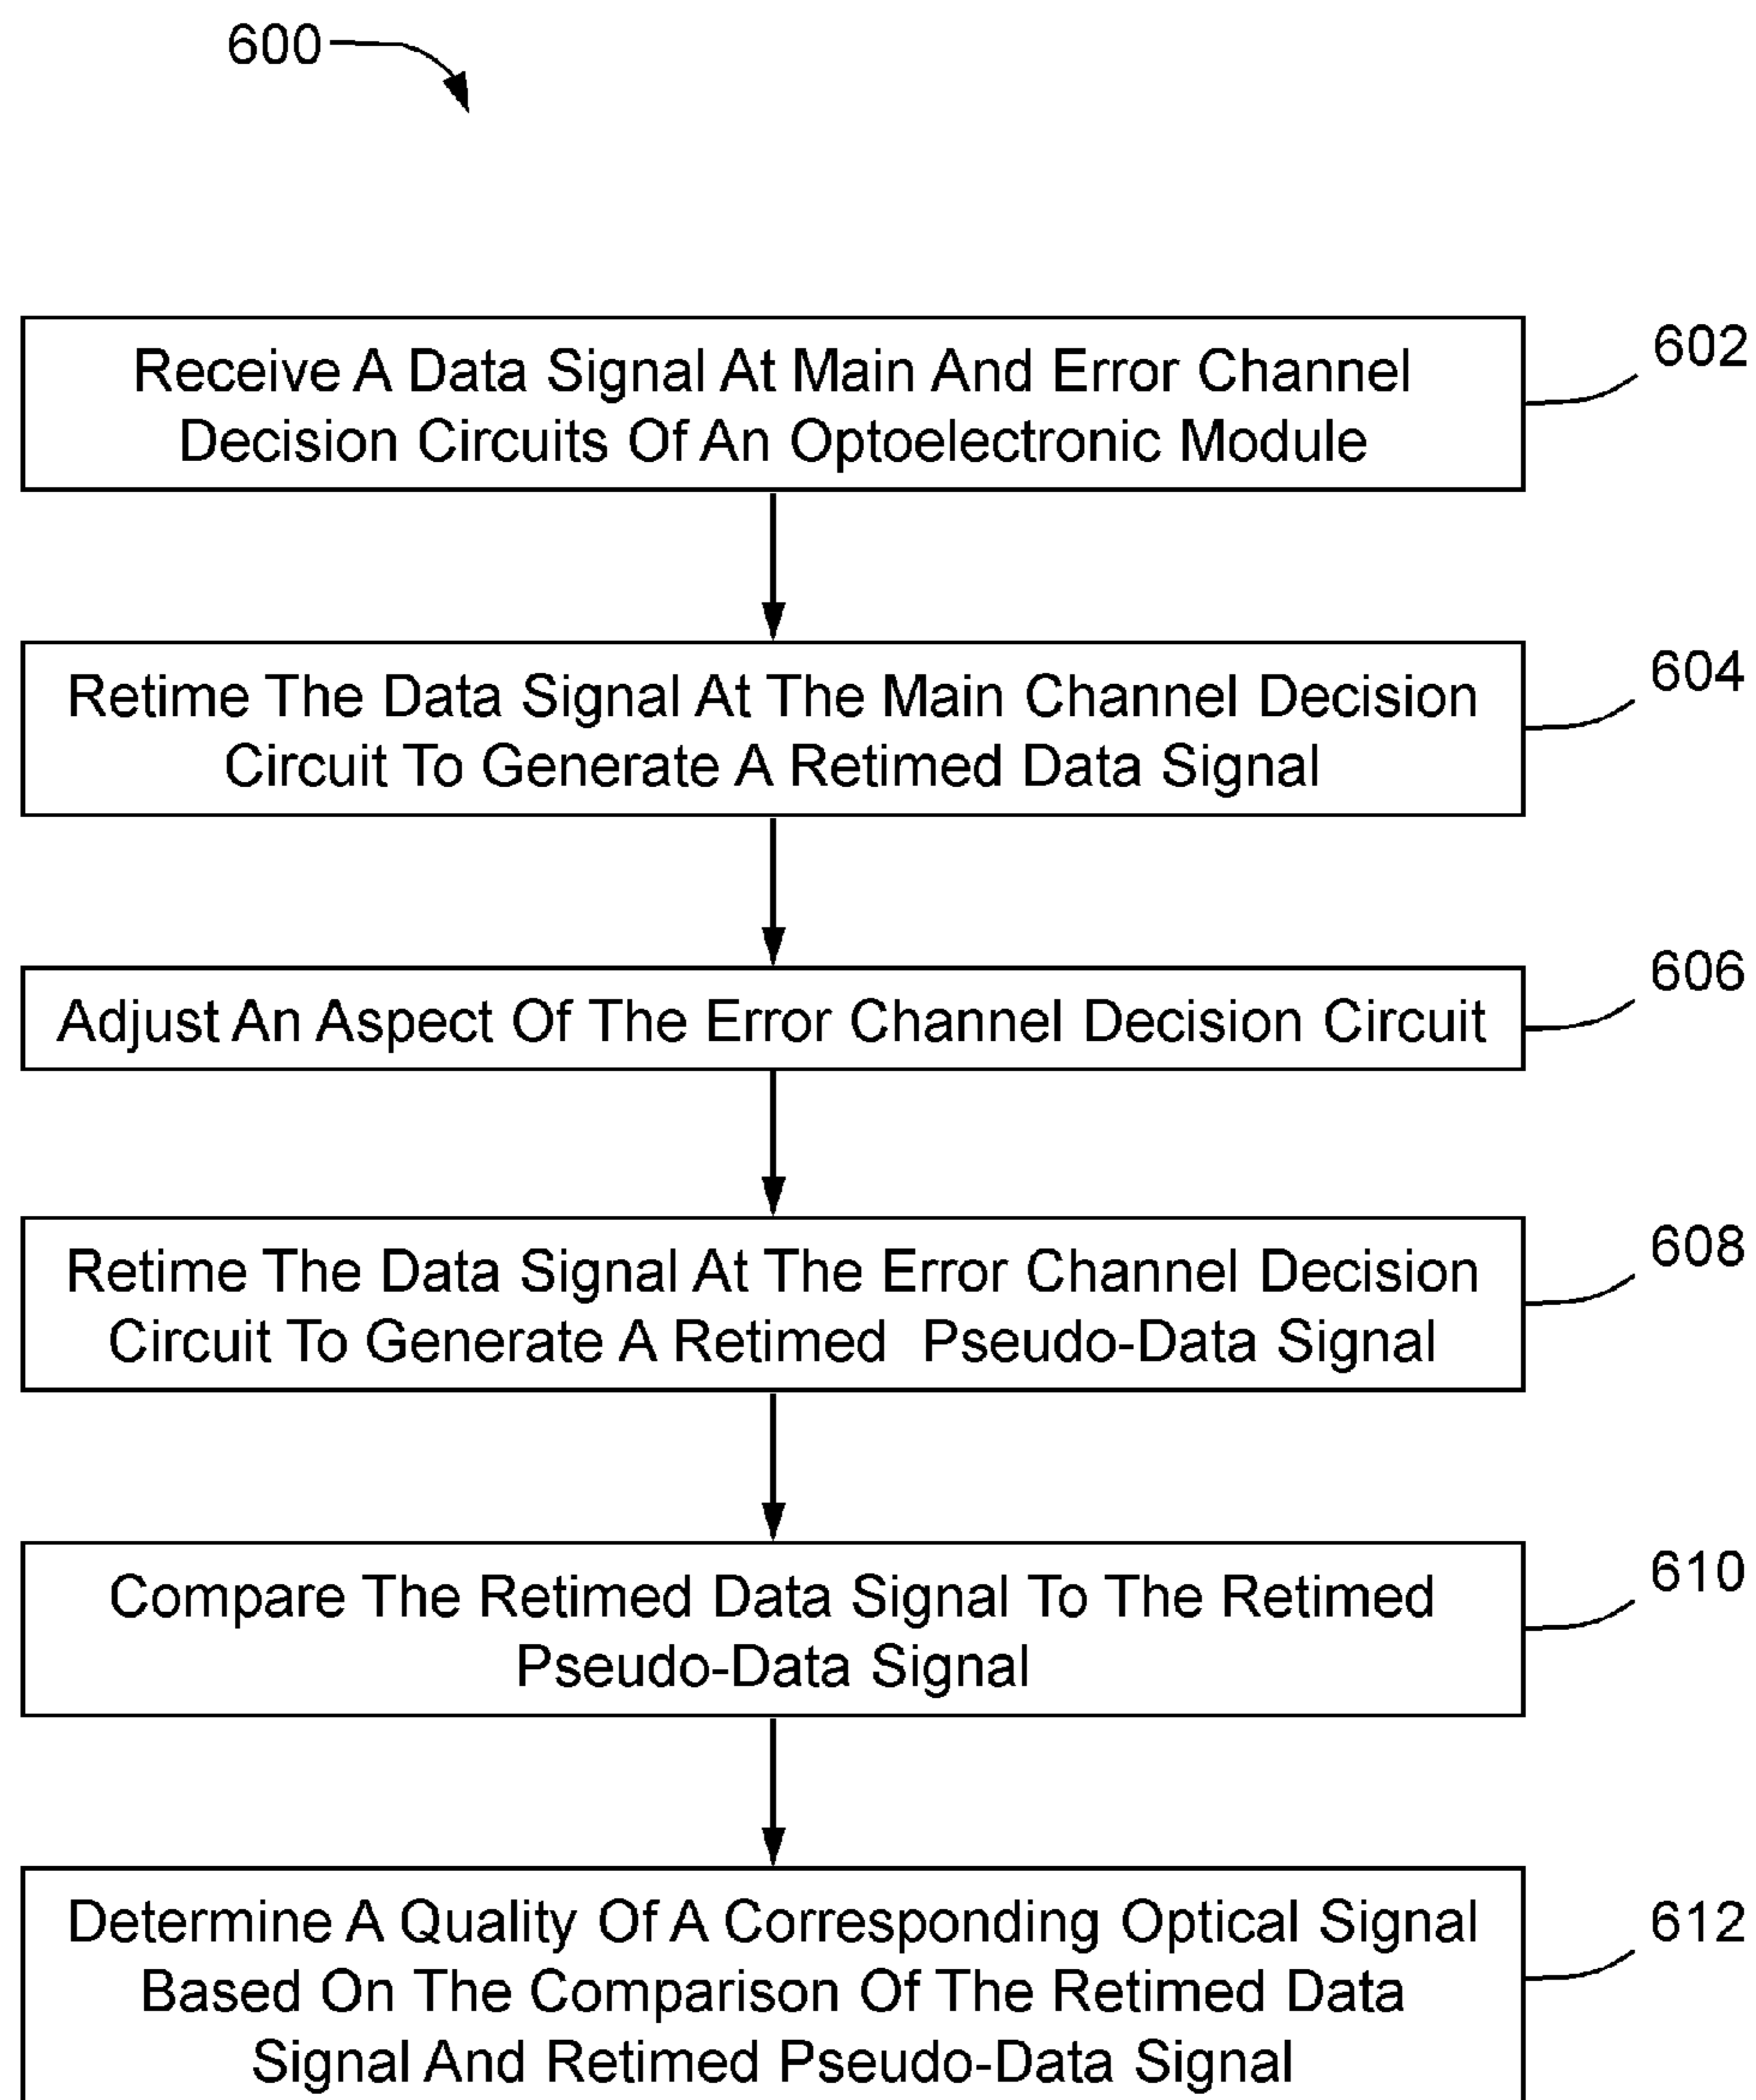 600
Receive A Data Signal At Main And Error Channel
Decision Circuits Of An Optoelectronic Module
602
Retime The Data Signal At The Main Channel Decision
Circuit To Generate A Retimed Data Signal
604
Adjust An Aspect Of The Error Channel Decision Circuit
606
Retime The Data Signal At The Error Channel Decision
Circuit To Generate A Retimed Pseudo-Data Signal
608
Compare The Retimed Data Signal To The Retimed
Pseudo-Data Signal
610
Determine A Quality Of A Corresponding Optical Signal
Based On The Comparison Of The Retimed Data
Signal And Retimed Pseudo-Data Signal
612